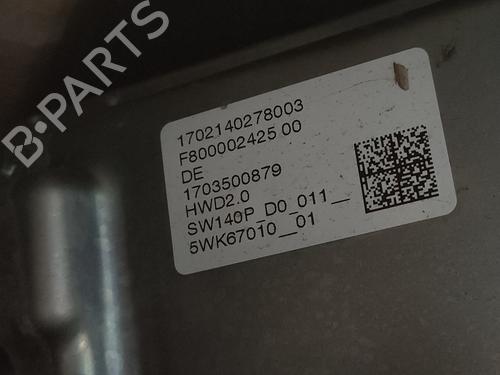 B-PARTS
1702140278003
F800002425 00
DE
1703500879
HWD2.0
SW140P_D0_011__
5WK67010__01